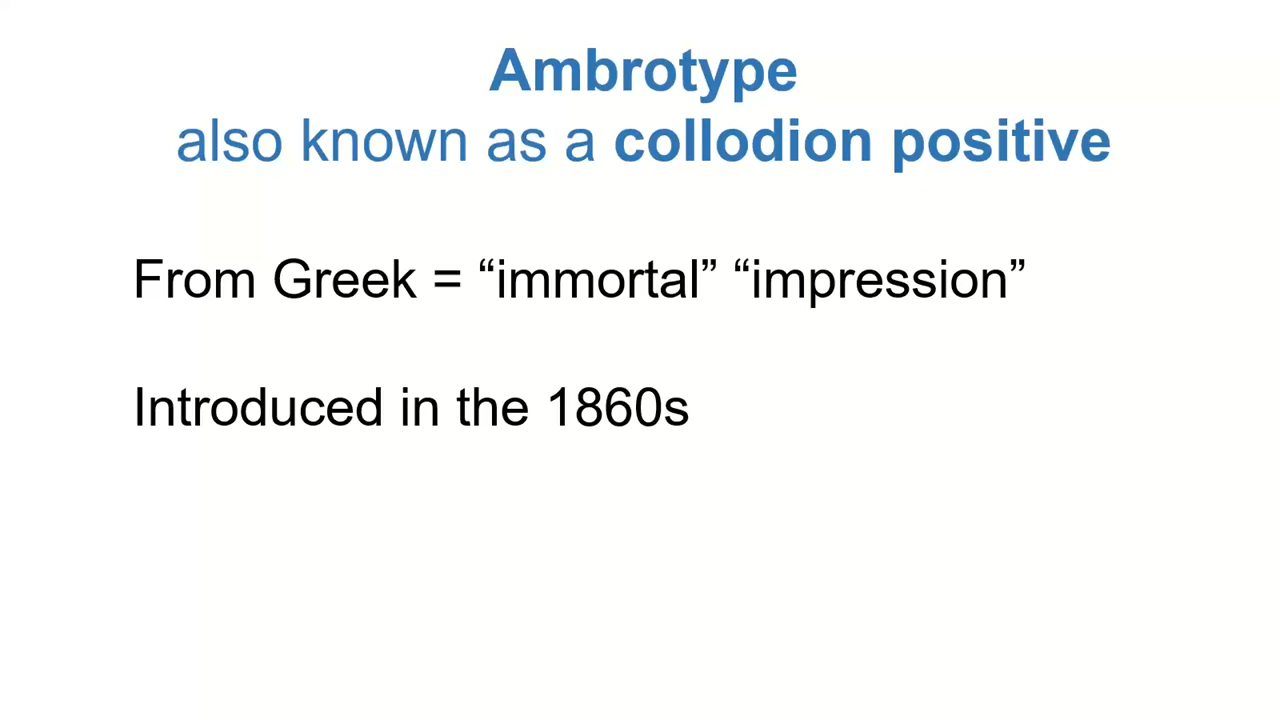 Ambrotype
also known as a collodion positive
From Greek = “immortal” “impression”
Introduced in the 1860s